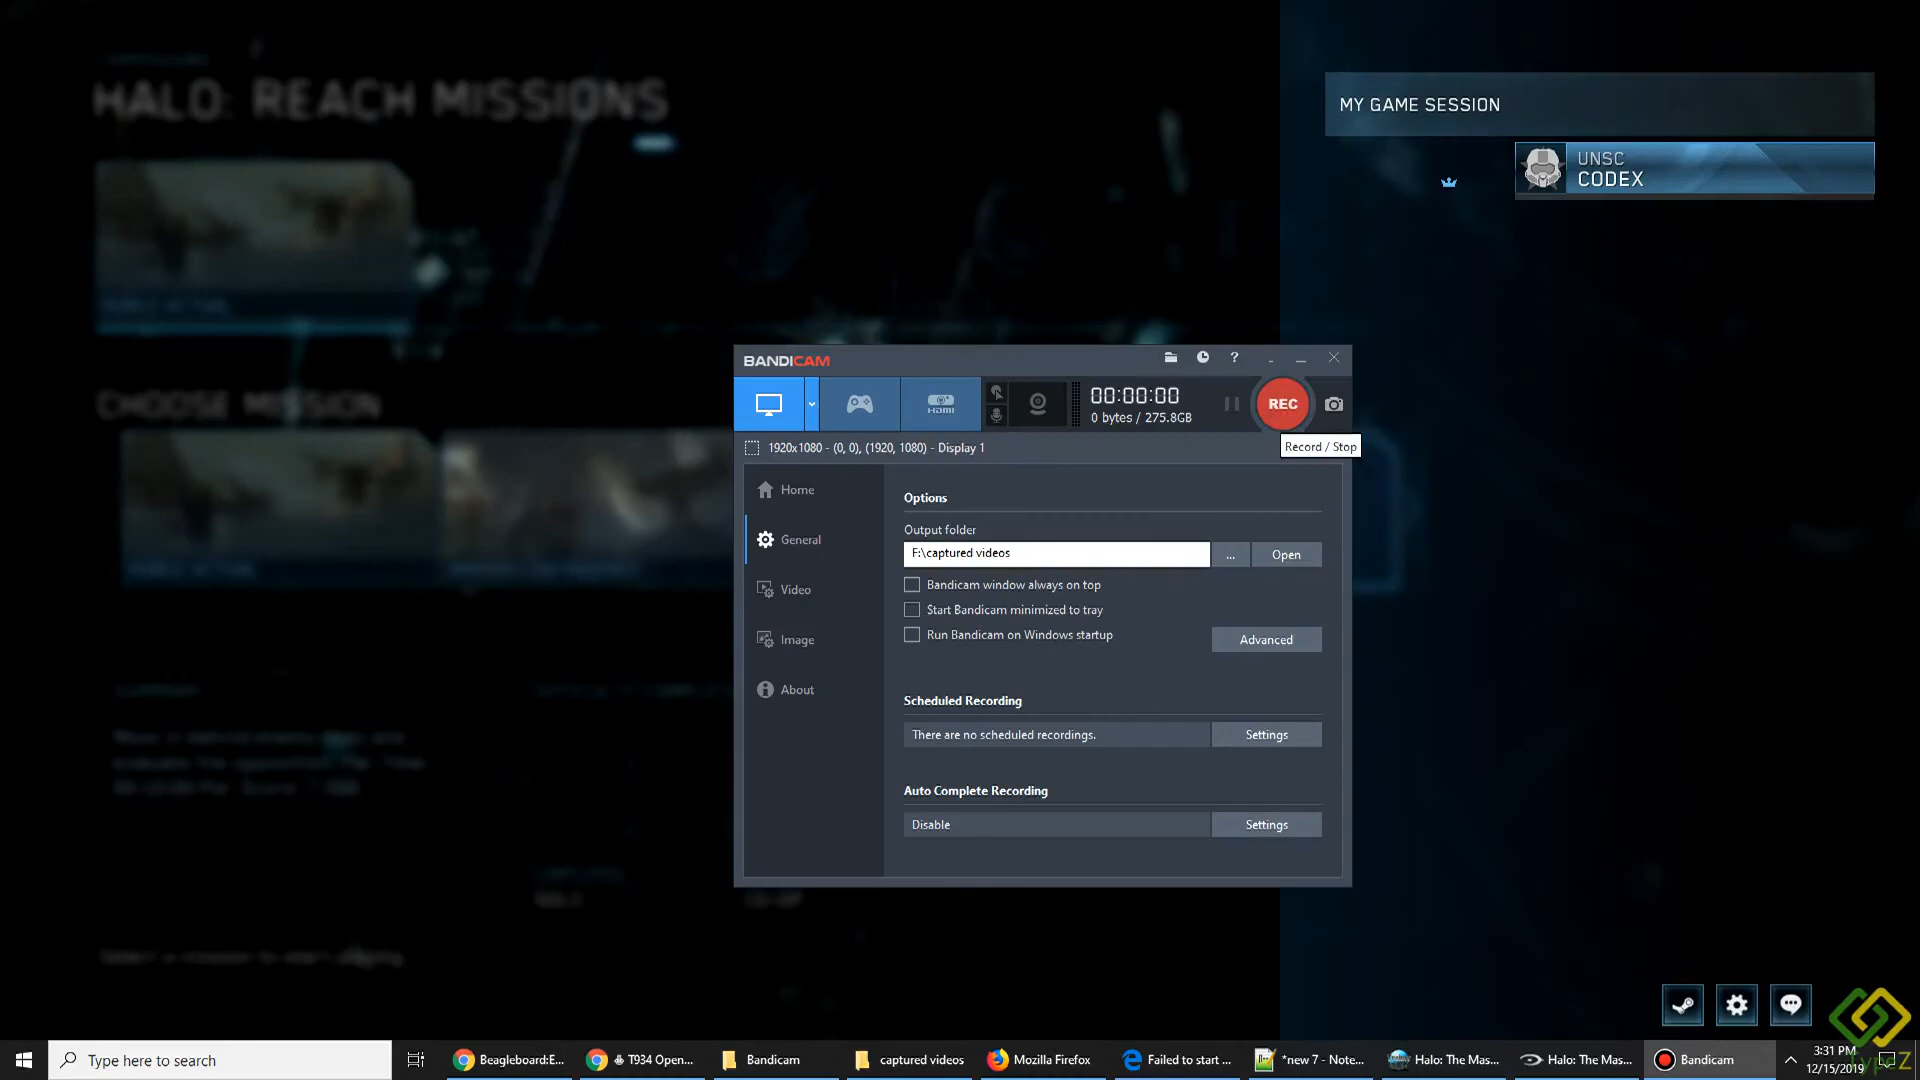 HALO: REACH MISSIONS
MY GAME SESSION
UNSC
CODEX
CHOOSE MISSION
BANDICAM
?
HDMI
00:00:00
0 bytes / 275.8GB
REC
Record / Stop
1920x1080 - (0, 0), (1920, 1080) - Display 1
Home
General
Video
Image
About
Options
Output folder
F:\captured videos
...
Open
Bandicam window always on top
Start Bandicam minimized to tray
Run Bandicam on Windows startup
Advanced
Scheduled Recording
There are no scheduled recordings.
Settings
Auto Complete Recording
Disable
Settings
Type here to search
Beagleboard:E...
T934 Open...
Bandicam
captured videos
Mozilla Firefox
Failed to start ...
*new 7 - Note...
Halo: The Mas...
Halo: The Mas...
Bandicam
3:31 PM
12/15/2019
typeZ